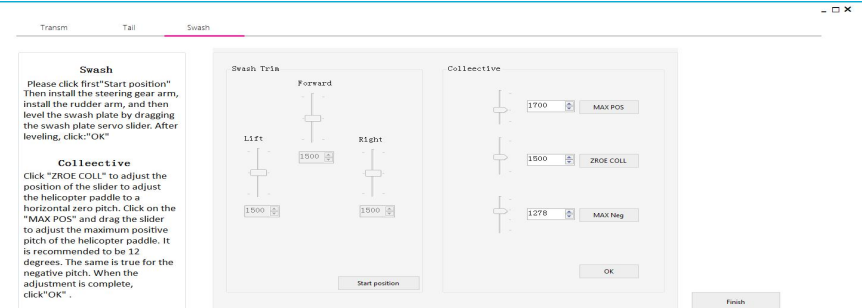 Transm Tail Swash
Swash
Please click first"Start position"
Then install the steering gear arm,
install the rudder arm, and then
level the swash plate by dragging
the swash plate servo slider. After
leveling, click:"OK"
Colleective
Click "ZROE COLL" to adjust the
position of the slider to adjust
the helicopter paddle to a
horizontal zero pitch. Click on the
"MAX POS" and drag the slider
to adjust the maximum positive
pitch of the helicopter paddle. It
is recommended to be 12
degrees. The same is true for the
negative pitch. When the
adjustment is complete,
click"OK" .
Swash Trim
Forward
1500
Lift
1500
Right
1500
Start position
Colleective
1700 MAX POS
1500 ZROE COLL
1278 MAX Neg
OK
Finish